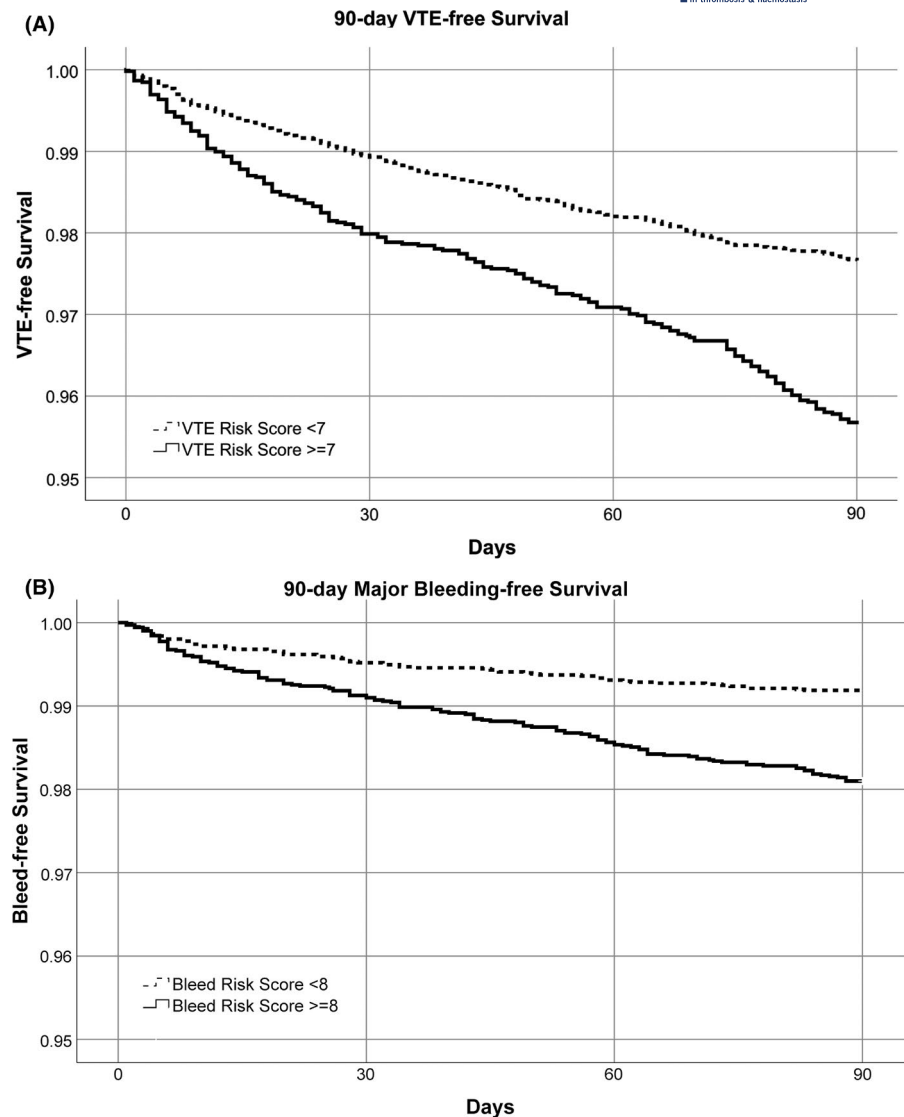 in thrombosis & haemostasis
(A)
90-day VTE-free Survival
1.00
0.99
0.98
0.97
0.96
0.95
VTE-free Survival
VTE Risk Score <7
VTE Risk Score >=7
0 30 60 90
Days
(B)
90-day Major Bleeding-free Survival
1.00
0.99
0.98
0.97
0.96
0.95
Bleed-free Survival
Bleed Risk Score <8
Bleed Risk Score >=8
0 30 60 90
Days